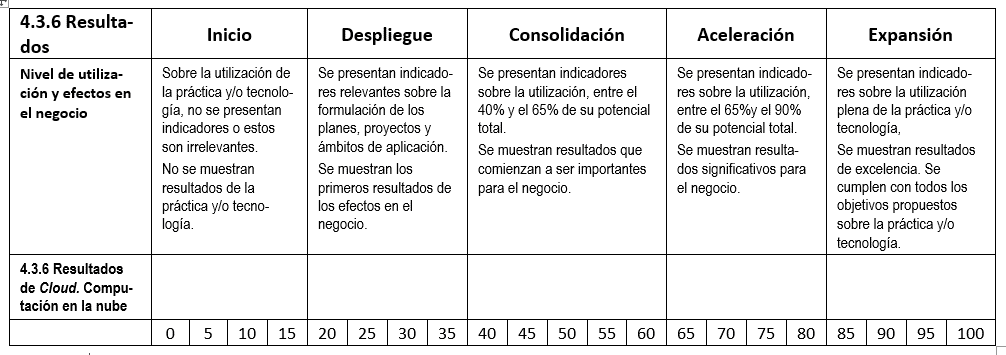 4.3.6 Resulta-
dos
Inicio
Despliegue
Consolidación
Aceleración
Expansión
Nivel de utiliza-
ción y efectos en
el negocio
Sobre la utilización de
la práctica y/o tecnolo-
gía, no se presentan
indicadores o estos
son irrelevantes.
No se muestran
resultados de la
práctica y/o tecno-
logía.
Se presentan indicado-
res relevantes sobre la
formulación de los
planes, proyectos y
ámbitos de aplicación.
Se muestran los
primeros resultados de
los efectos en el
negocio.
Se presentan indicadores
sobre la utilización, entre el
40% y el 65% de su potencial
total.
Se muestran resultados que
comienzan a ser importantes
para el negocio.
Se presentan indicado-
res sobre la utilización,
entre el 65%y el 90%
de su potencial total.
Se muestran resulta-
dos significativos para
el negocio.
Se presentan indicado-
res sobre la utilización
plena de la práctica y/o
tecnología,
Se muestran resultados
de excelencia. Se
cumplen con todos los
objetivos propuestos
sobre la práctica y/o
tecnología.
4.3.6 Resultados
de Cloud. Compu-
tación en la nube
0 5 10 15 20 25 30 35 40 45 50 55 60 65 70 75 80 85 90 95 100